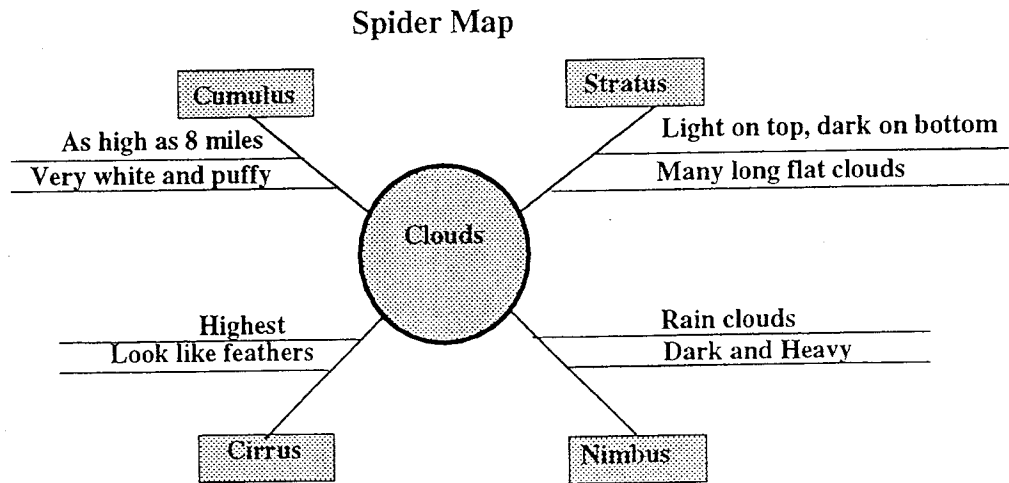 Spider Map
Cumulus
As high as 8 miles
Very white and puffy
Stratus
Light on top, dark on bottom
Many long flat clouds
Clouds
Highest
Look like feathers
Cirrus
Rain clouds
Dark and Heavy
Nimbus